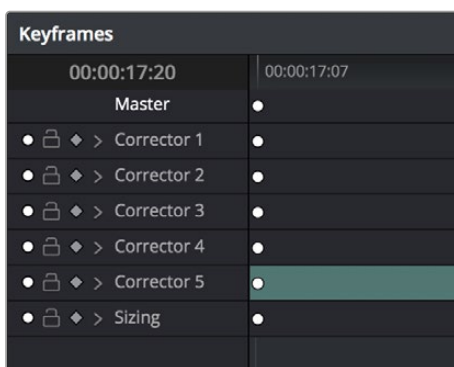 Keyframes
00:00:17:20 00:00:17:07
Master
Corrector 1
Corrector 2
Corrector 3
Corrector 4
Corrector 5
Sizing